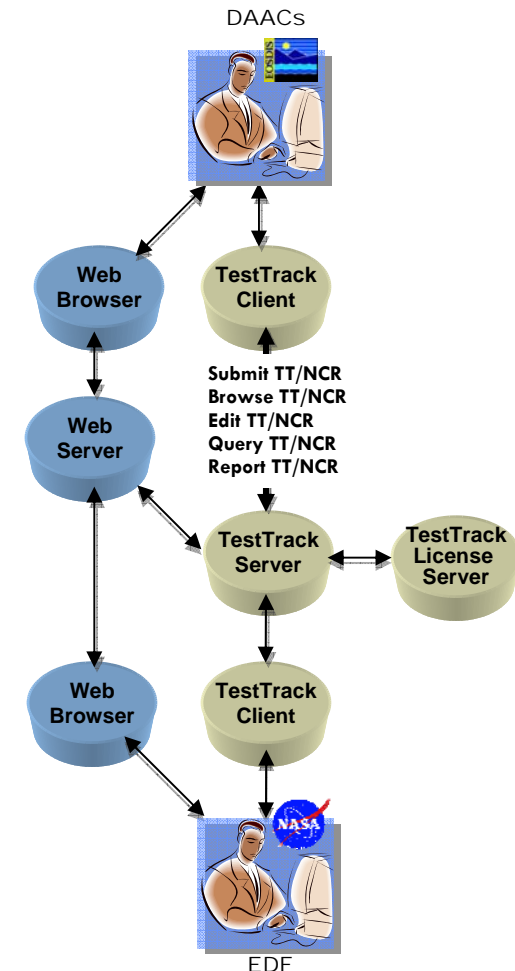 DAACs
EOSDIS
Web
Browser
TestTrack
Client
Submit TT/NCR
Browse TT/NCR
Edit TT/NCR
Query TT/NCR
Report TT/NCR
Web
Server
TestTrack
Server
TestTrack
License
Server
Web
Browser
TestTrack
Client
NASA
EDF